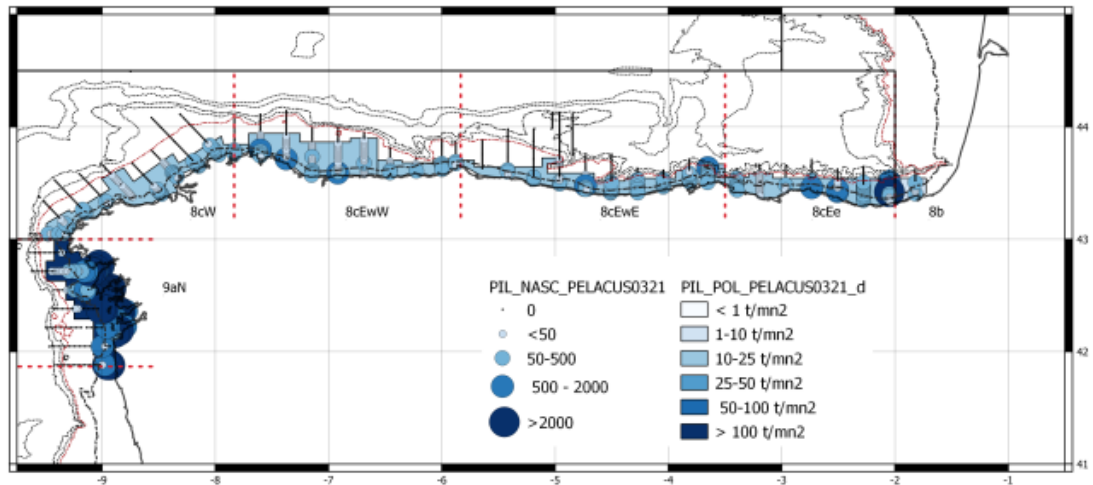 44
43
42
41
8cW
8cEwW
8cEwE
8cEe
8b
9aN
PIL_NASC_PELACUS0321
0
<50
50-500
500 - 2000
>2000
PIL_POL_PELACUS0321_d
< 1 t/mn2
1-10 t/mn2
10-25 t/mn2
25-50 t/mn2
50-100 t/mn2
> 100 t/mn2
-9 -8 -7 -6 -5 -4 -3 -2 -1